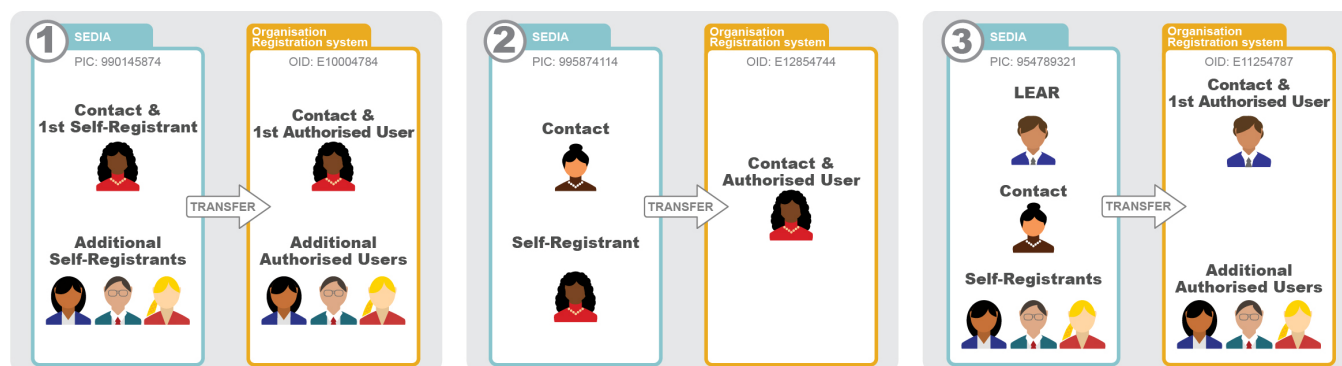 1
SEDIA
PIC: 990145874
Contact &
1st Self-Registrant
Additional
Self-Registrants
TRANSFER
Organisation
Registration system
OID: E10004784
Contact &
1st Authorised User
Additional
Authorised Users
2
SEDIA
PIC: 995874114
Contact
Self-Registrant
TRANSFER
Organisation
Registration system
OID: E12854744
Contact &
Authorised User
3
SEDIA
PIC: 954789321
LEAR
Contact
Self-Registrants
TRANSFER
Organisation
Registration system
OID: E11254787
Contact &
1st Authorised User
Additional
Authorised Users